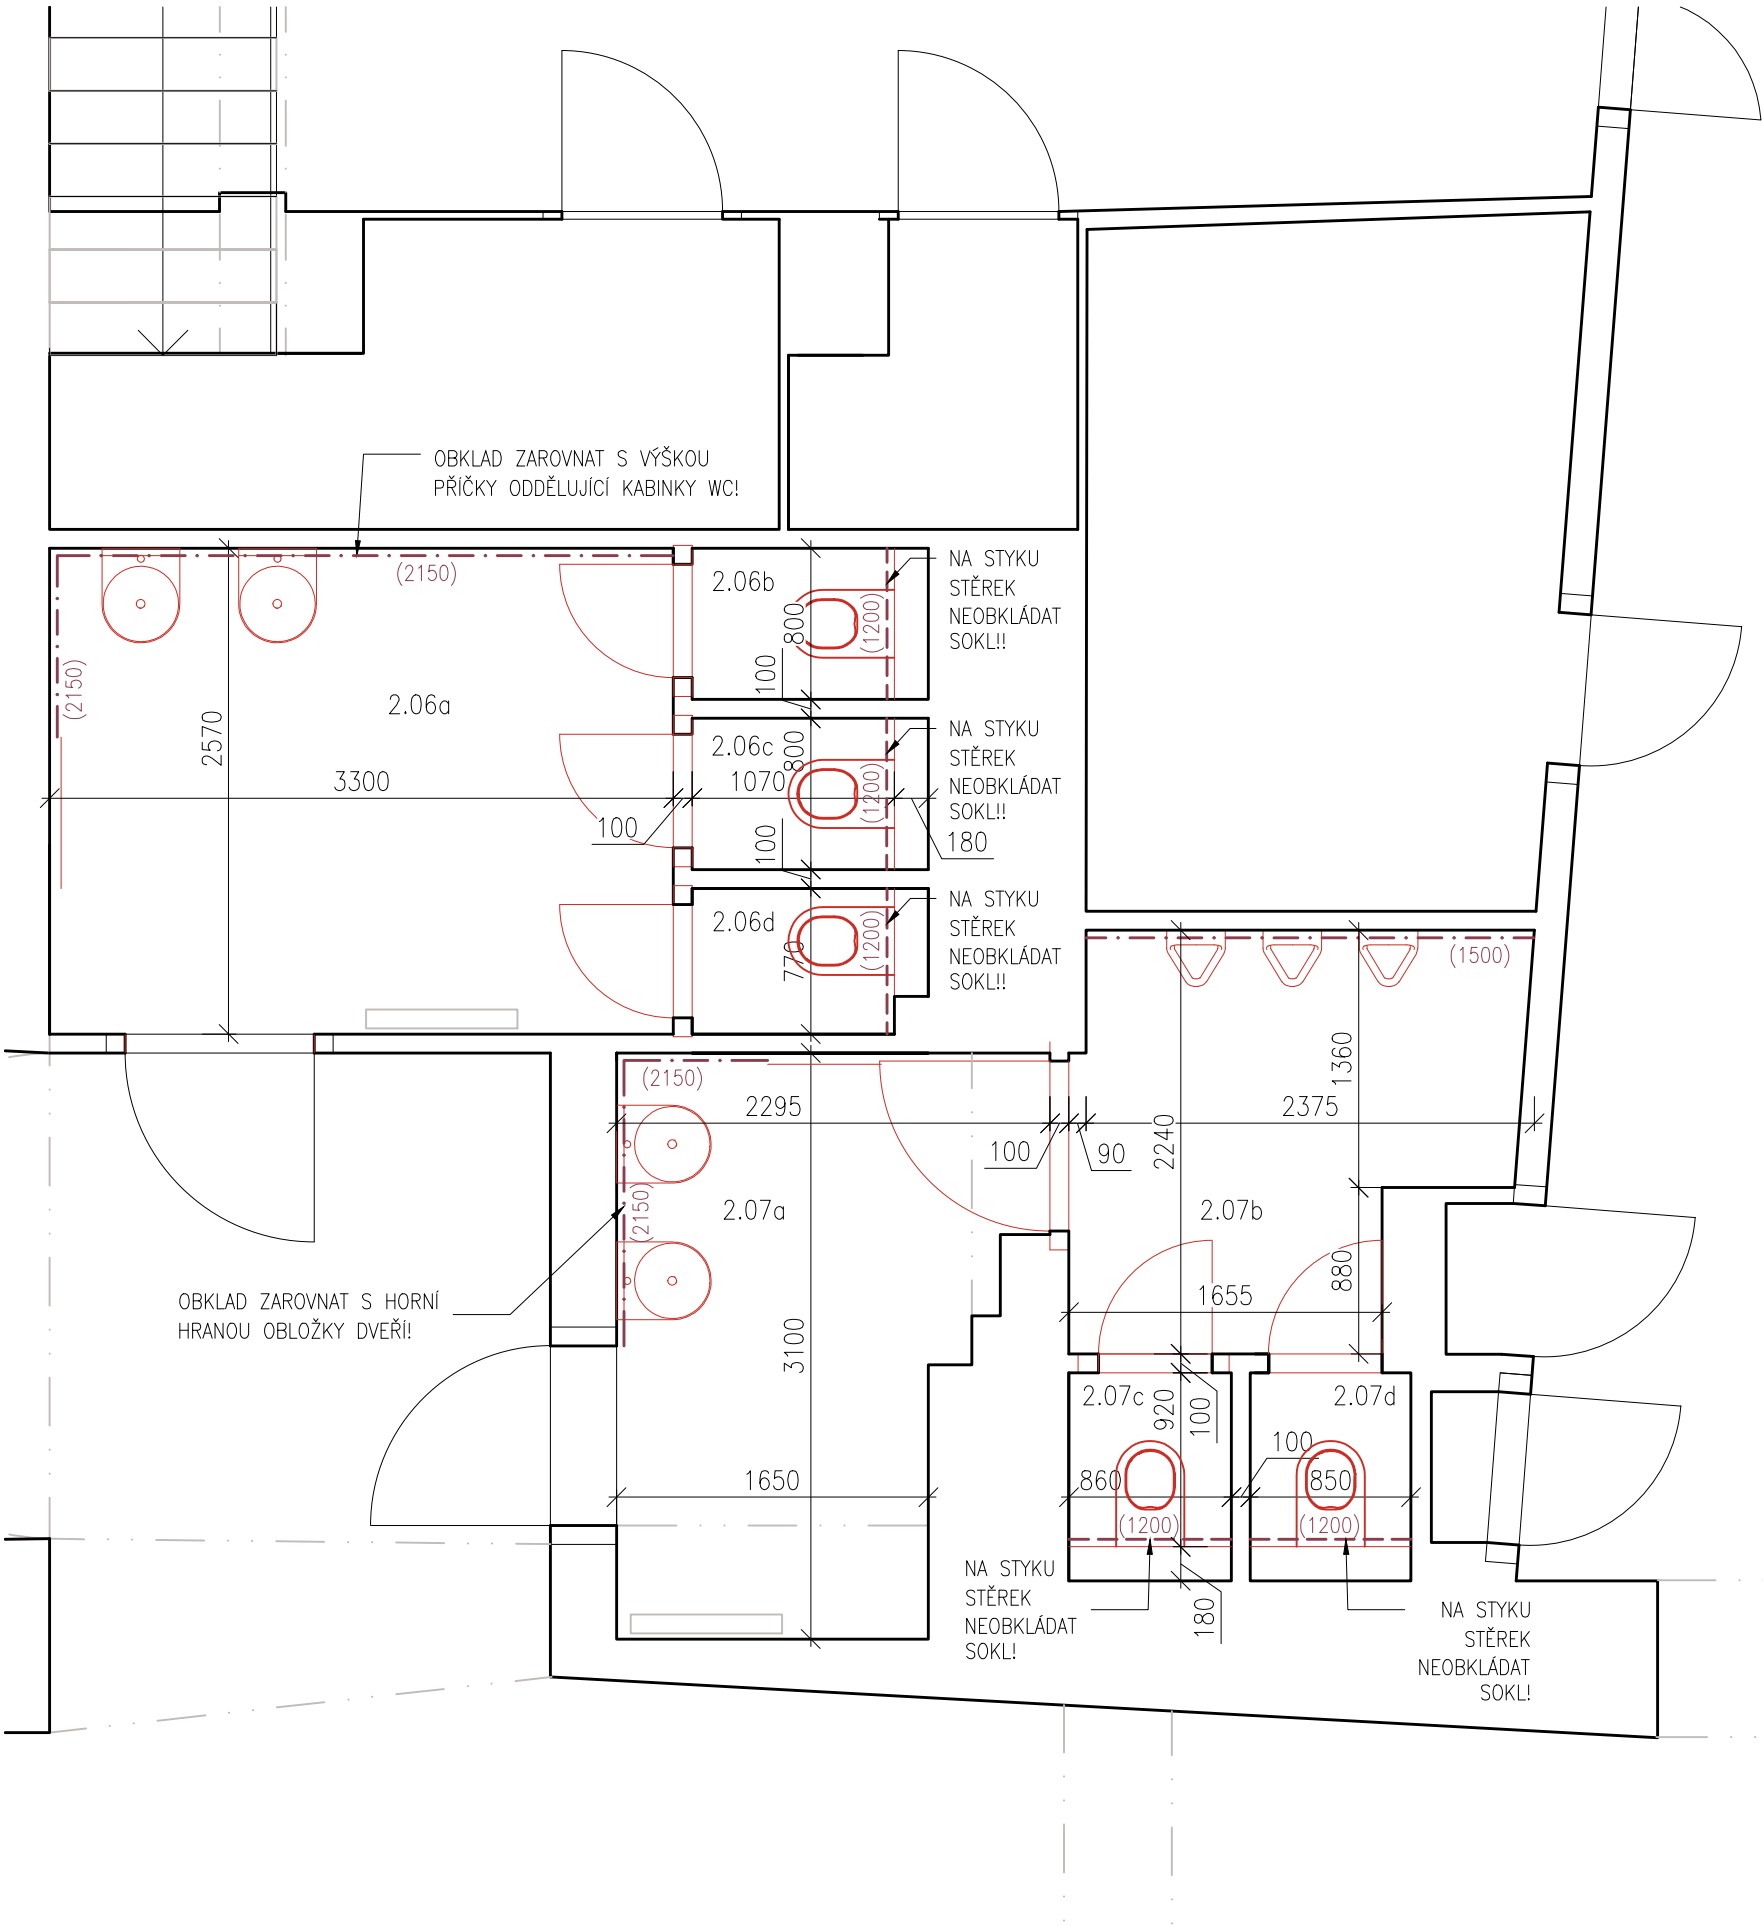 OBKLAD ZAROVNAT S VÝŠKOU
PŘÍČKY ODDĚLUJÍCÍ KABINKY WC!
(2150)
(2150)
2.06a
2570
3300
100
2.06b
800
(1200)
100
NA STYKU
STĚREK
NEOBKLÁDAT
SOKL!!
2.06c
800
1070
(1200)
100
180
NA STYKU
STĚREK
NEOBKLÁDAT
SOKL!!
2.06d
770
(1200)
NA STYKU
STĚREK
NEOBKLÁDAT
SOKL!!
(1500)
(2150)
2295
100
90
2375
1360
2240
2.07a
(2150)
2.07b
880
1655
OBKLAD ZAROVNAT S HORNÍ
HRANOU OBLOŽKY DVEŘÍ!
3100
1650
2.07c
920
100
2.07d
100
860
850
(1200)
(1200)
180
NA STYKU
STĚREK
NEOBKLÁDAT
SOKL!
NA STYKU
STĚREK
NEOBKLÁDAT
SOKL!